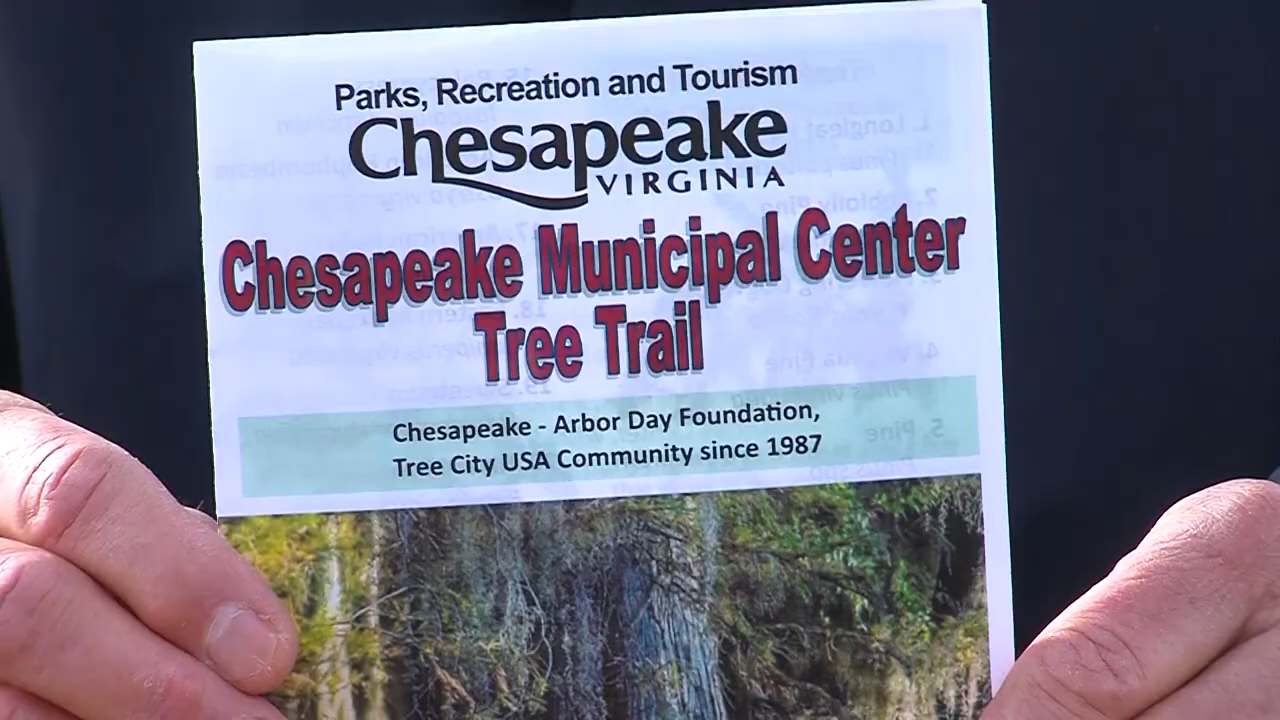 Parks, Recreation and Tourism
Chesapeake
VIRGINIA
Chesapeake Municipal Center
Tree Trail
Chesapeake - Arbor Day Foundation,
Tree City USA Community since 1987